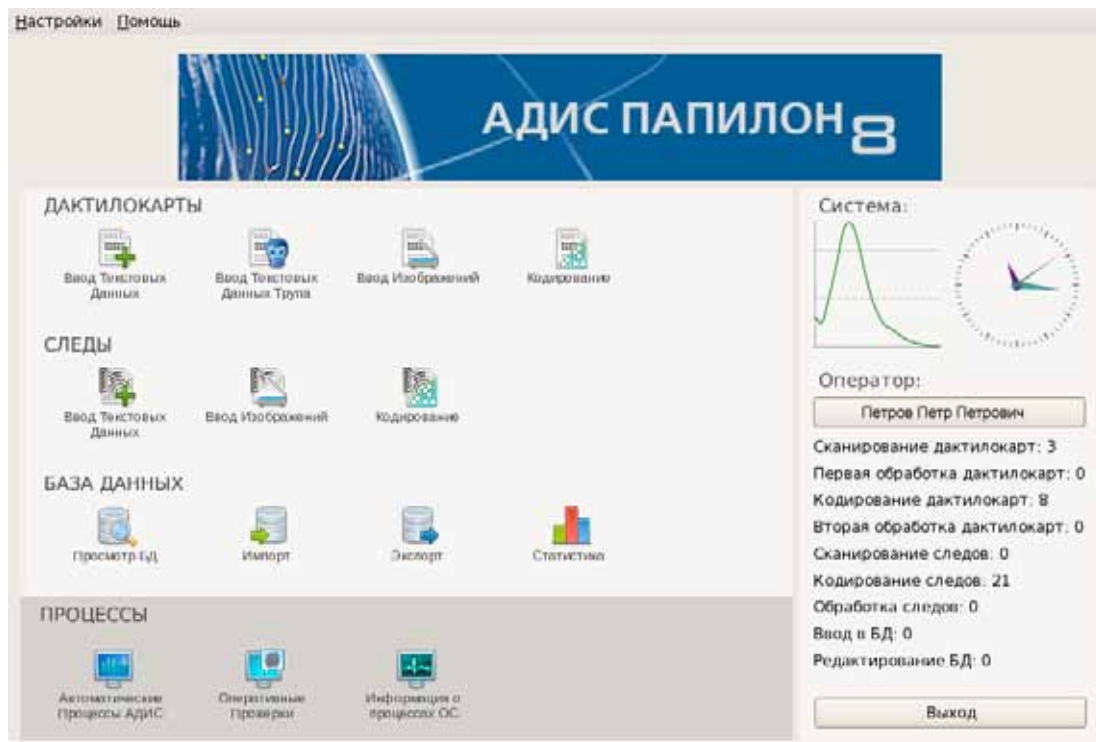 Настройки Помощь
АДИС ПАПИЛОН 8
ДАКТИЛОКАРТЫ
Ввод Текстовых Данных
Ввод Текстовых Данных Трупа
Ввод Изображений
Кодирование
СЛЕДЫ
Ввод Текстовых Данных
Ввод Изображений
Кодирование
БАЗА ДАННЫХ
Просмотр БД
Импорт
Экспорт
Статистика
ПРОЦЕССЫ
Автоматические Процессы АДИС
Оперативные Проверки
Информация о процессах ОС
Система:
Оператор:
Петров Петр Петрович
Сканирование дактилокарт: 3
Первая обработка дактилокарт: 0
Кодирование дактилокарт: 8
Вторая обработка дактилокарт: 0
Сканирование следов: 0
Кодирование следов: 21
Обработка следов: 0
Ввод в БД: 0
Редактирование БД: 0
Выход